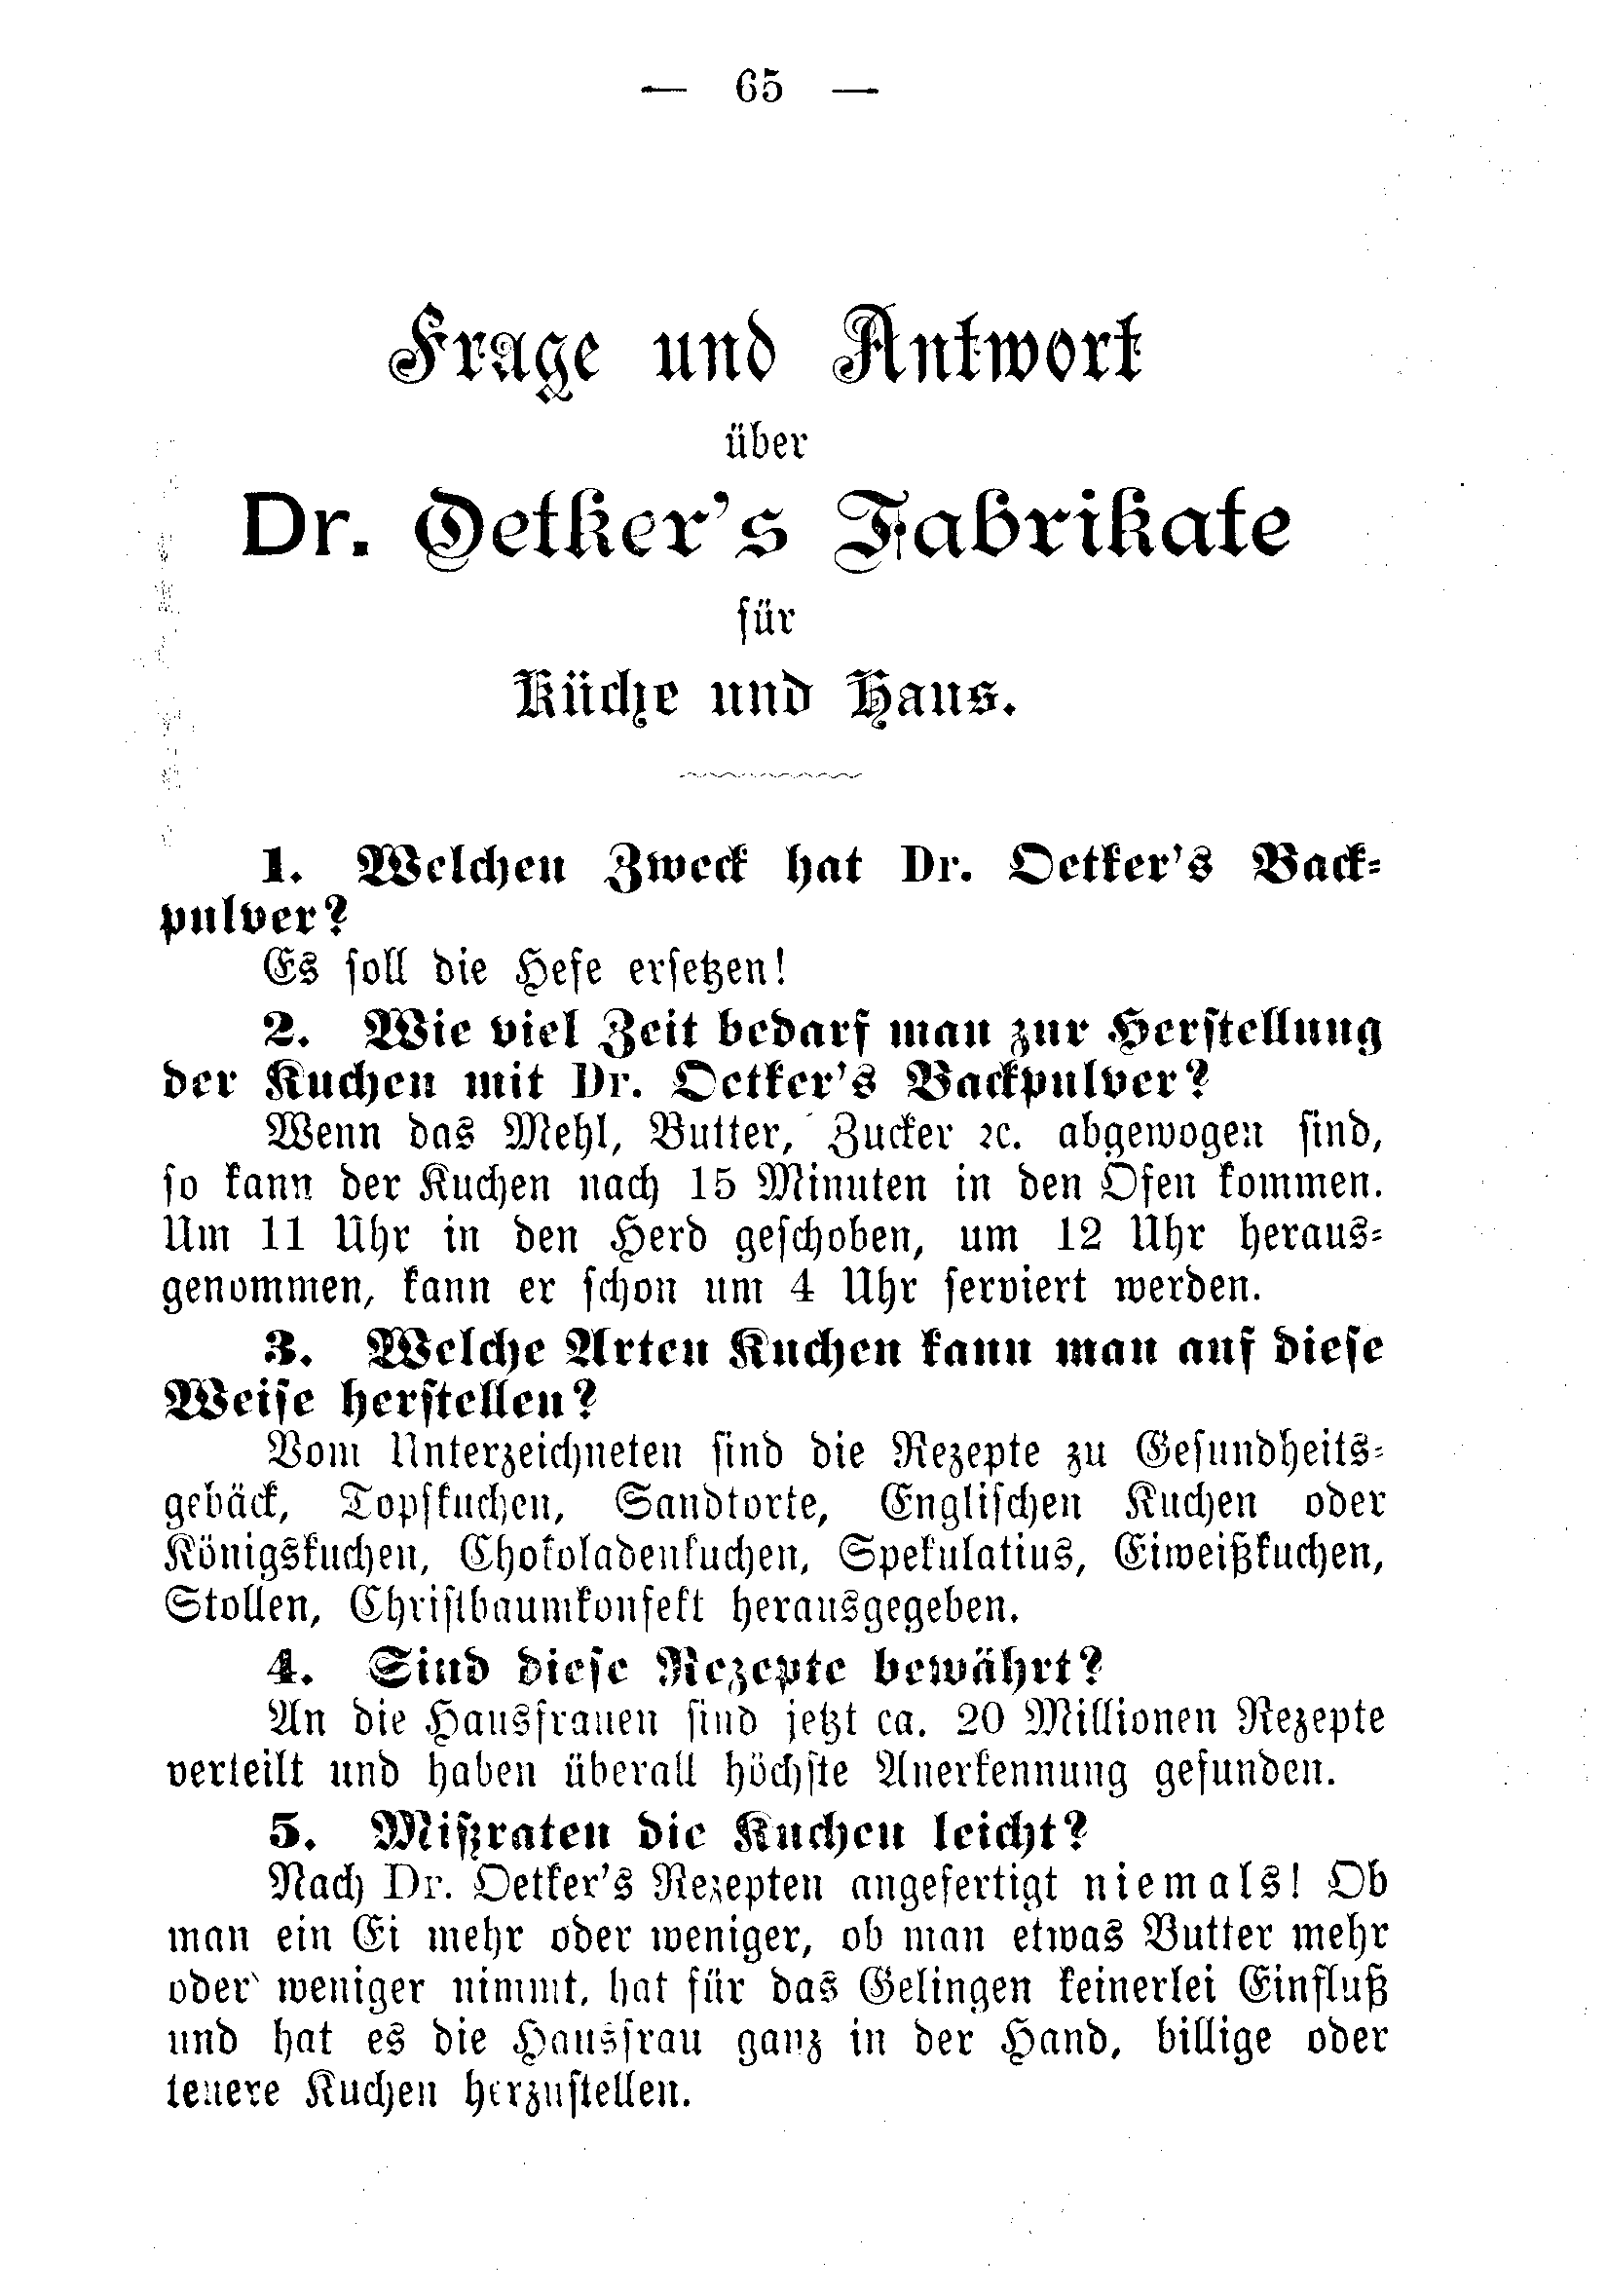 — 65 —
Frage und Antwort
über
Dr. Oetker's Fabrikate
für
Küche und Haus.
1. Welchen Zweck hat Dr. Oetker's Back-
pulver?
Es soll die Hefe ersetzen!
2. Wie viel Zeit bedarf man zur Herstellung
der Kuchen mit Dr. Oetker's Backpulver?
Wenn das Mehl, Butter, Zucker ꝛc. abgewogen sind,
so kann der Kuchen nach 15 Minuten in den Ofen kommen.
Um 11 Uhr in den Herd geschoben, um 12 Uhr heraus-
genommen, kann er schon um 4 Uhr serviert werden.
3. Welche Arten Kuchen kann man auf diese
Weise herstellen?
Vom Unterzeichneten sind die Rezepte zu Gesundheits-
gebäck, Topfkuchen, Sandtorte, Englischen Kuchen oder
Königskuchen, Chokoladenkuchen, Spekulatius, Eiweißkuchen,
Stollen, Christbaumkonfekt herausgegeben.
4. Sind diese Rezepte bewährt?
An die Hausfrauen sind jetzt ca. 20 Millionen Rezepte
verteilt und haben überall höchste Anerkennung gefunden.
5. Mißraten die Kuchen leicht?
Nach Dr. Oetker's Rezepten angefertigt niemals! Ob
man ein Ei mehr oder weniger, ob man etwas Butter mehr
oder weniger nimmt, hat für das Gelingen keinerlei Einfluß
und hat es die Hausfrau ganz in der Hand, billige oder
teuere Kuchen herzustellen.